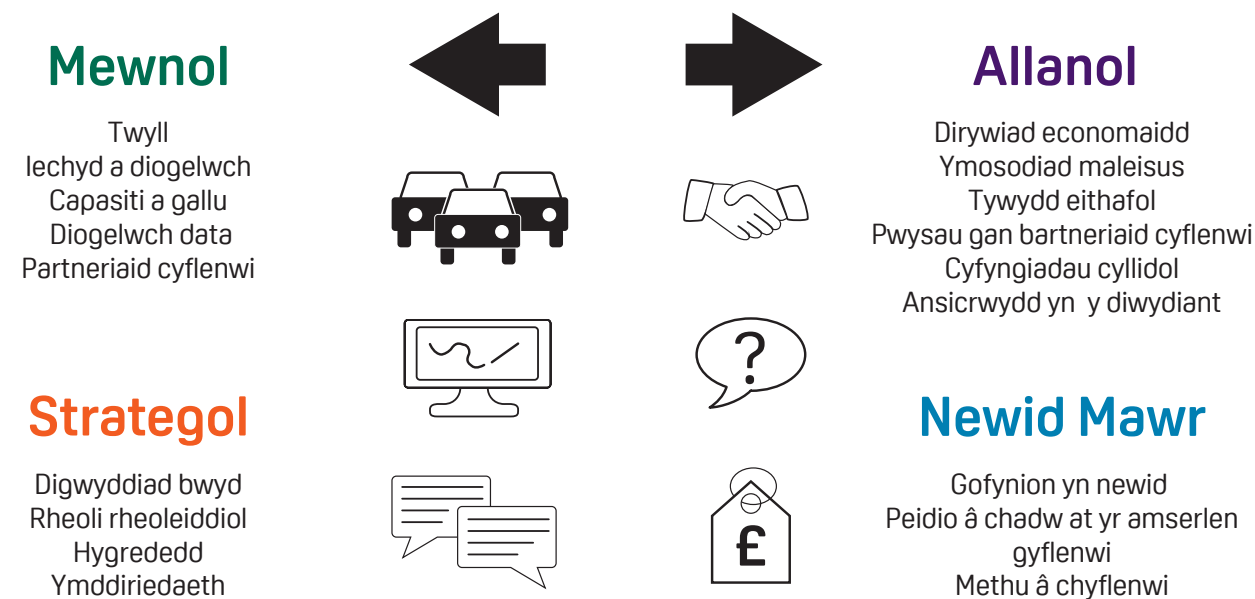 Mewnol
Twyll
Iechyd a diogelwch
Capasiti a gallu
Diogelwch data
Partneriaid cyflenwi
Allanol
Dirywiad economaidd
Ymosodiad maleisus
Tywydd eithafol
Pwysau gan bartneriaid cyflenwi
Cyfyngiadau cyllidol
Ansicrwydd yn y diwydiant
?
Strategol
Digwyddiad bwyd
Rheoli rheoleiddiol
Hygrededd
Ymddiriedaeth
£
Newid Mawr
Gofynion yn newid
Peidio â chadw at yr amserlen
gyflenwi
Methu â chyflenwi